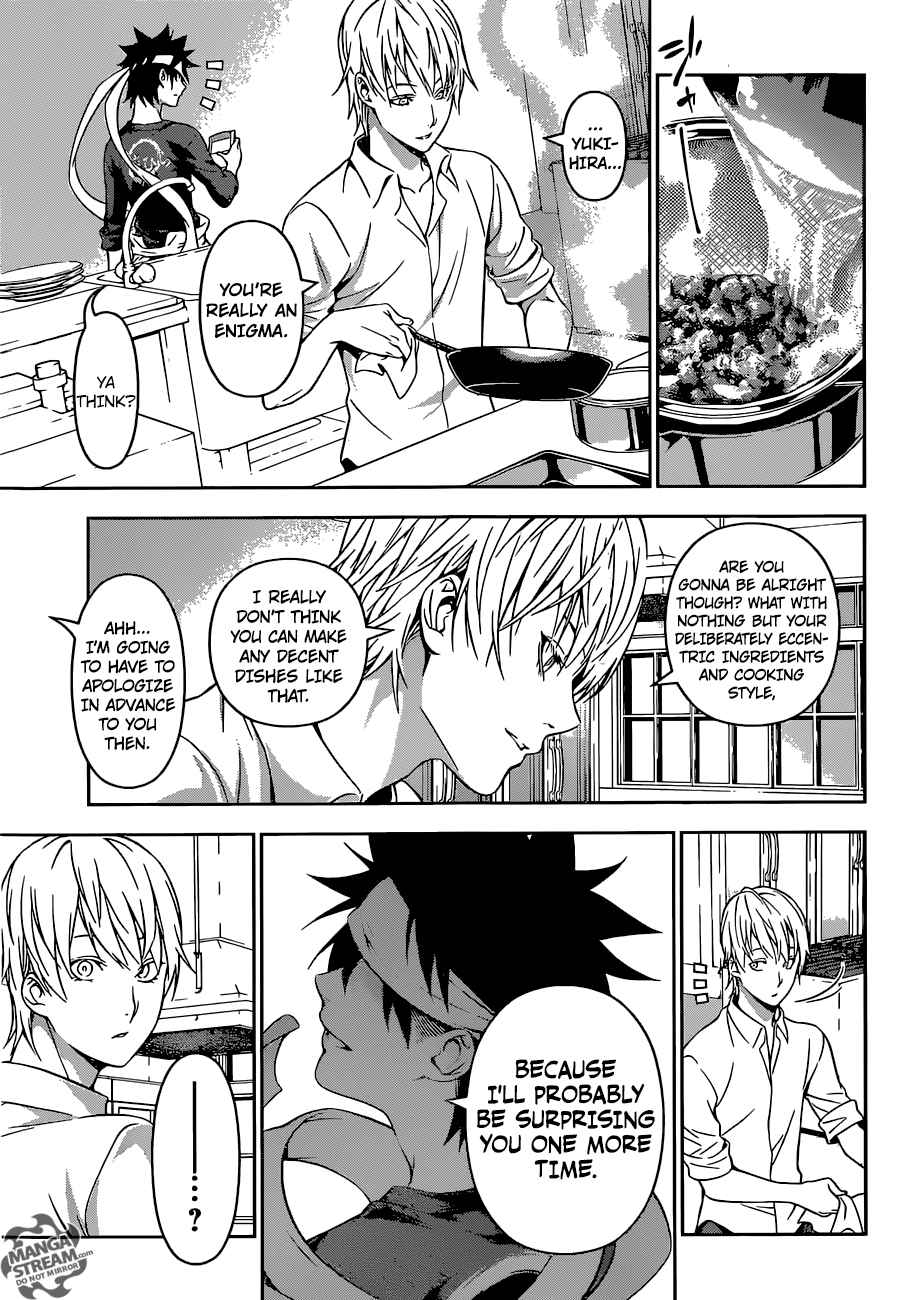 ジャ
...
YUKI-
HIRA...
YOU'RE
REALLY AN
ENIGMA.
YA
THINK?
ARE YOU
GONNA BE ALRIGHT
THOUGH? WHAT WITH
NOTHING BUT YOUR
DELIBERATELY ECCEN-
TRIC INGREDIENTS
AND COOKING
STYLE,
I REALLY
DON'T THINK
YOU CAN MAKE
ANY DECENT
DISHES LIKE
THAT.
AHH...
I'M GOING
TO HAVE TO
APOLOGIZE
IN ADVANCE
TO YOU
THEN.
BECAUSE
I'LL PROBABLY
BE SURPRISING
YOU ONE MORE
TIME.
——....?
MANGA
STREAM.com
DO NOT MIRROR!